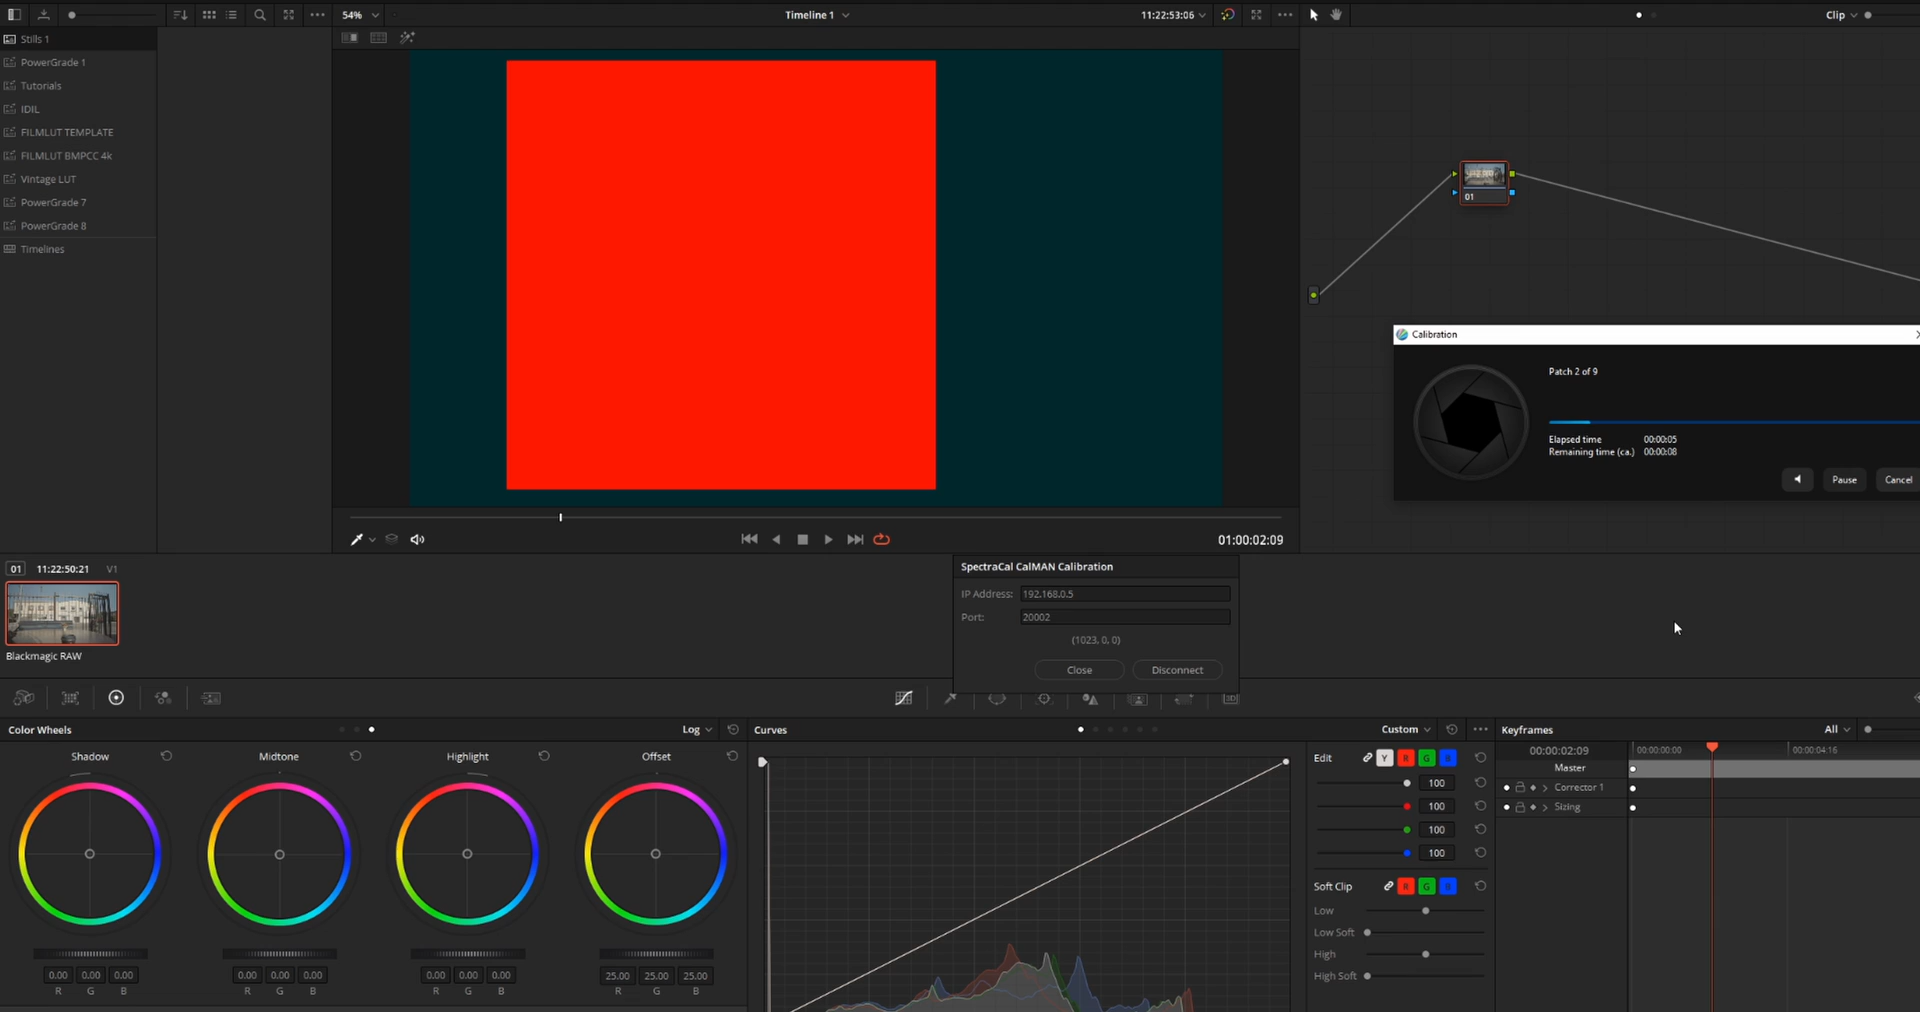 54%
Timeline 1
11:22:53:06
Clip
Stills 1
PowerGrade 1
Tutorials
IDIL
FILMLUT TEMPLATE
FILMLUT BMPCC 4k
Vintage LUT
PowerGrade 7
PowerGrade 8
Timelines
01
Calibration
Patch 2 of 9
Elapsed time 00:00:05
Remaining time (ca.) 00:00:08
Pause
Cancel
01:00:02:09
01 11:22:50:21 V1
Blackmagic RAW
SpectraCal CalMAN Calibration
IP Address: 192.168.0.5
Port: 20002
(1023, 0, 0)
Close
Disconnect
3D
Color Wheels
Log
Curves
Custom
Keyframes
All
Shadow
Midtone
Highlight
Offset
0.00 0.00 0.00
R G B
0.00 0.00 0.00
R G B
0.00 0.00 0.00
R G B
25.00 25.00 25.00
R G B
Edit
Y R G B
100
100
100
100
Soft Clip
R G B
Low
Low Soft
High
High Soft
00:00:02:09
00:00:00:00
00:00:04:16
Master
Corrector 1
Sizing